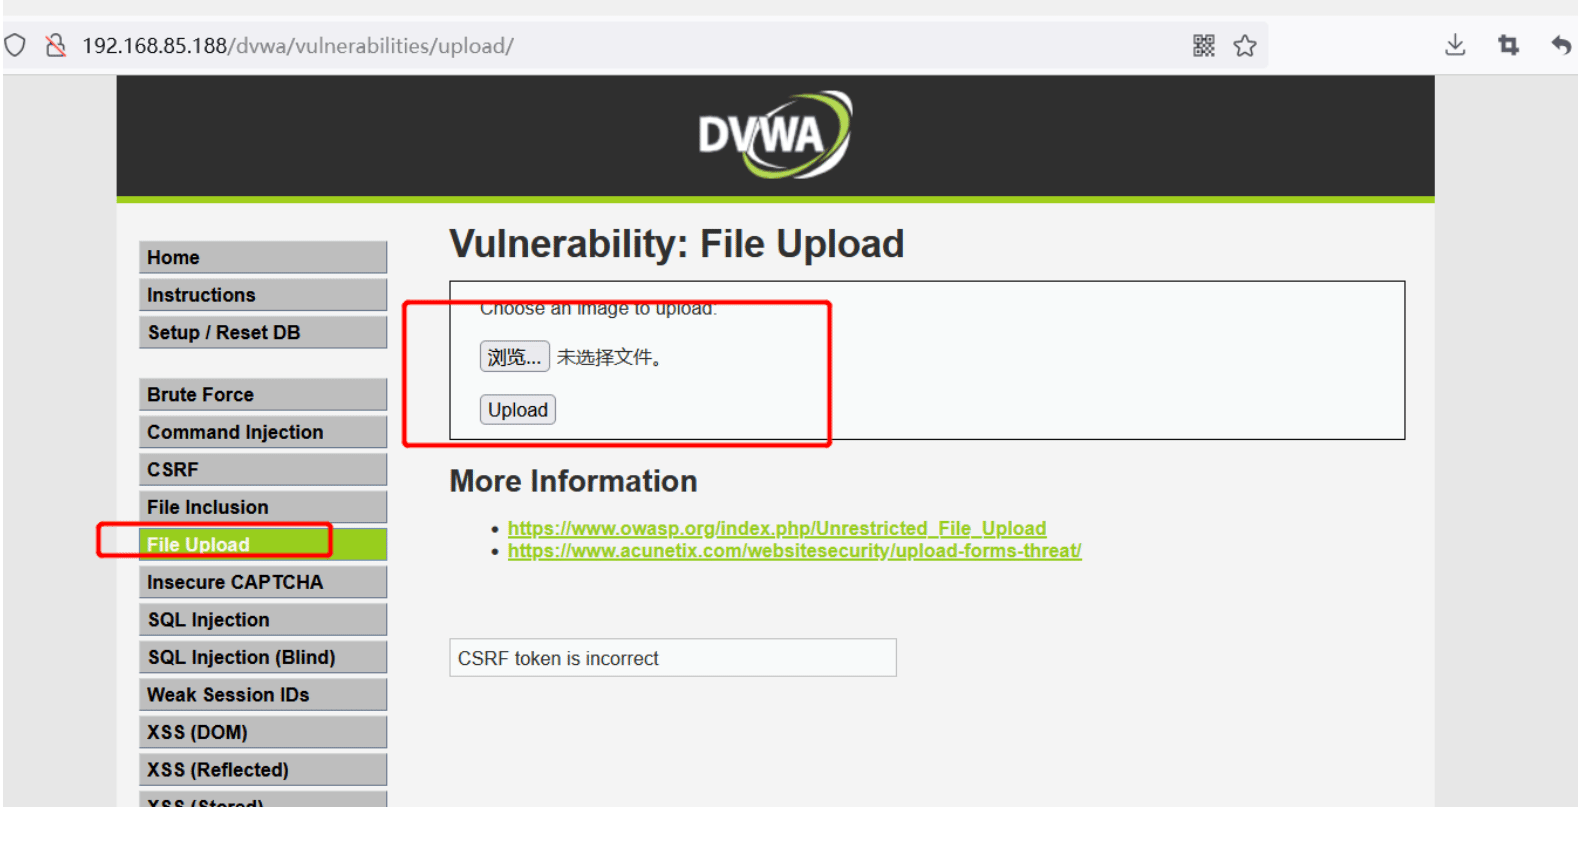 192.168.85.188/dvwa/vulnerabilities/upload/
DVWA
Home
Instructions
Setup / Reset DB
Brute Force
Command Injection
CSRF
File Inclusion
File Upload
Insecure CAPTCHA
SQL Injection
SQL Injection (Blind)
Weak Session IDs
XSS (DOM)
XSS (Reflected)
XSS (Stored)
Vulnerability: File Upload
Choose an image to upload:
浏览... 未选择文件。
Upload
More Information
https://www.owasp.org/index.php/Unrestricted_File_Upload
https://www.acunetix.com/websitesecurity/upload-forms-threat/
CSRF token is incorrect